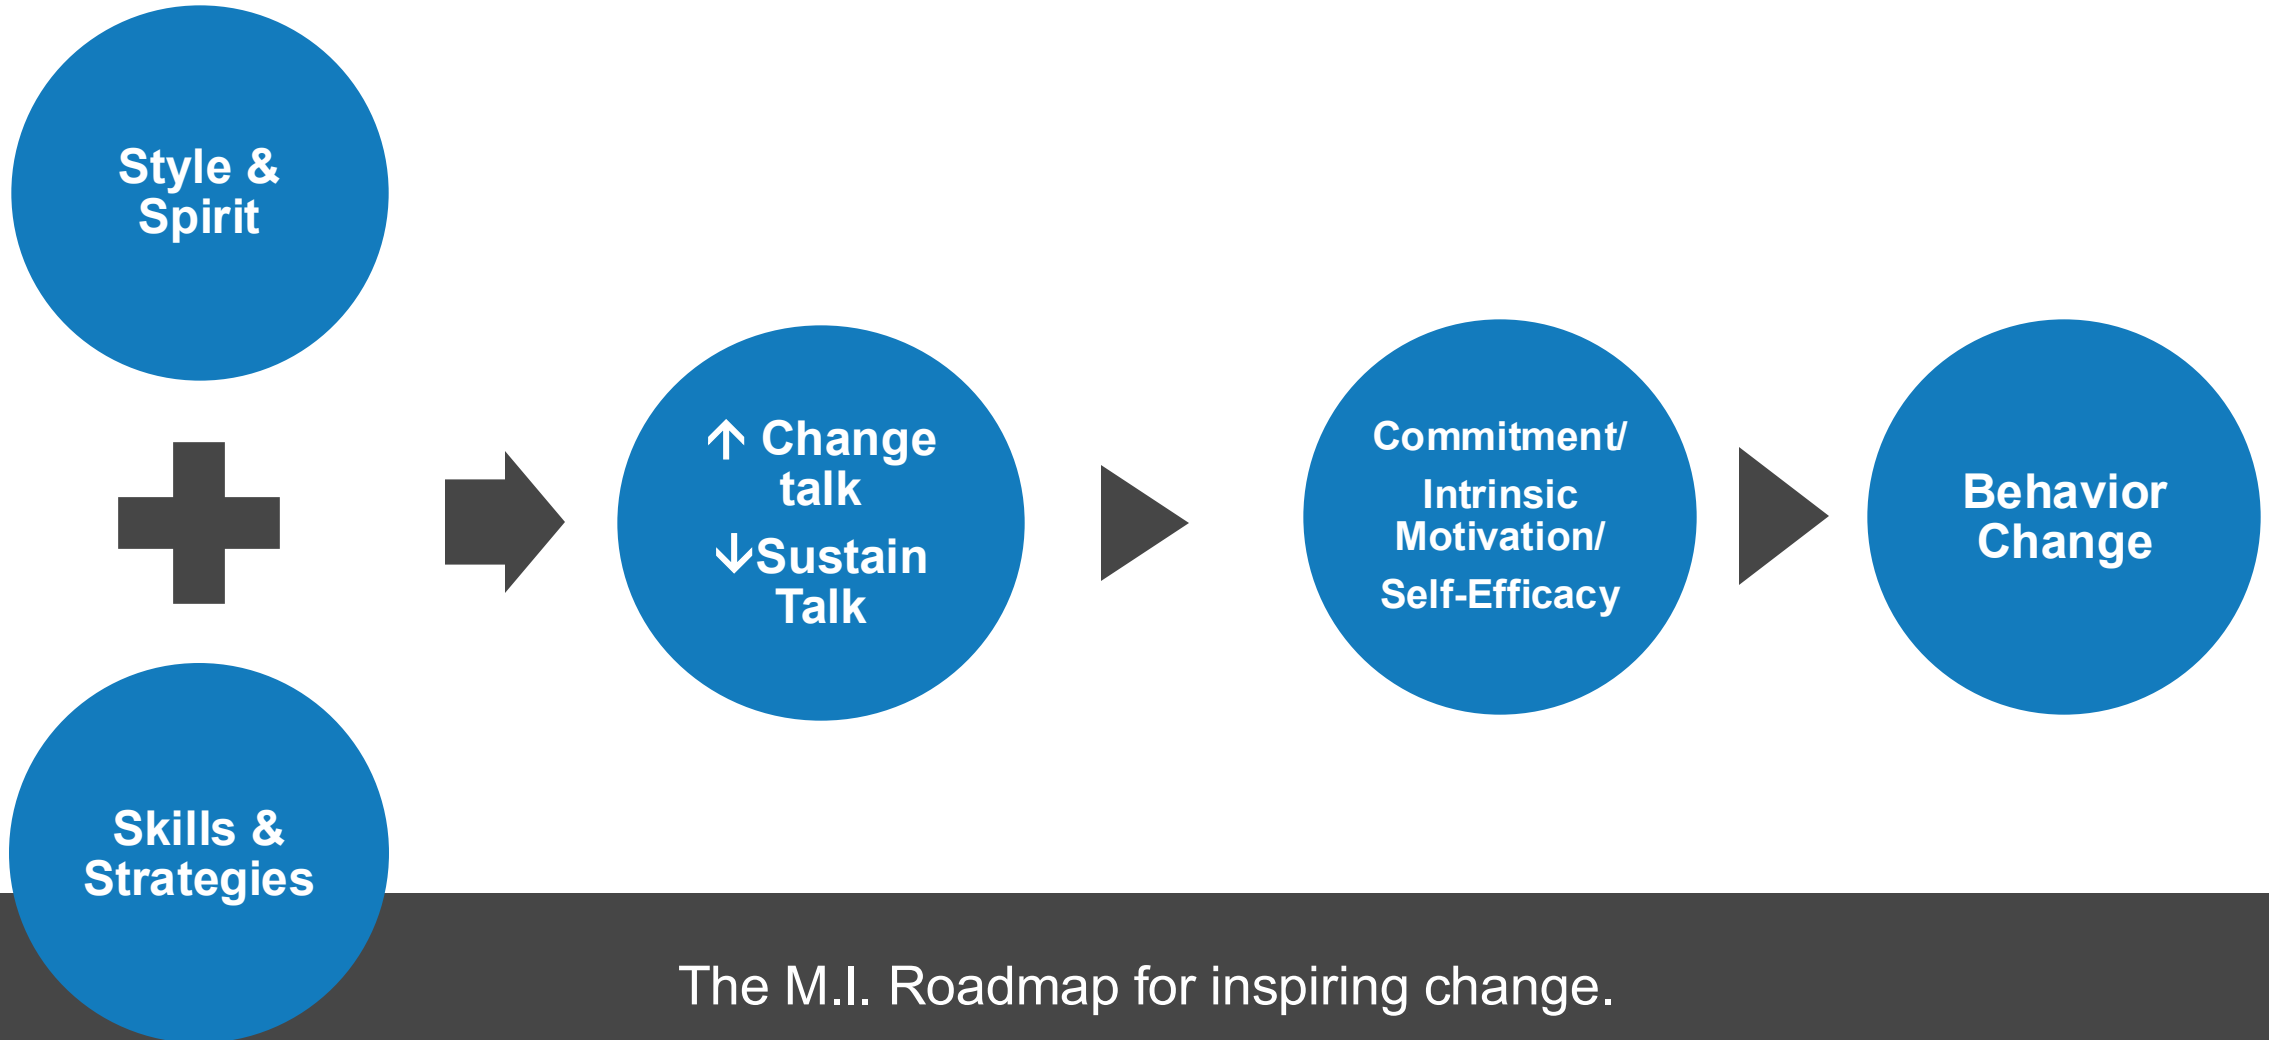 Style &
Spirit
Skills &
Strategies
↑ Change
talk
↓Sustain
Talk
Commitment/
Intrinsic
Motivation/
Self-Efficacy
Behavior
Change
The M.I. Roadmap for inspiring change.